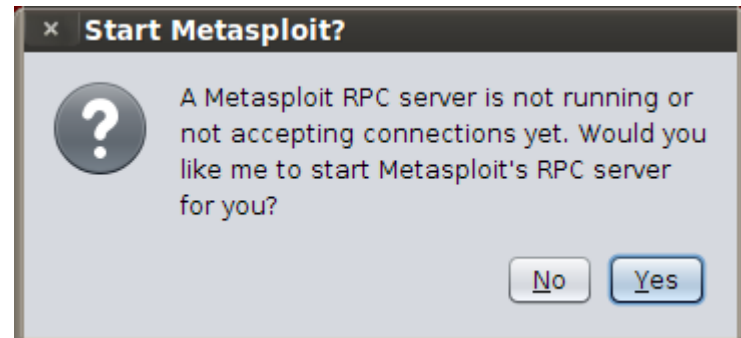 Start Metasploit?
A Metasploit RPC server is not running or
not accepting connections yet. Would you
like me to start Metasploit's RPC server
for you?
No
Yes